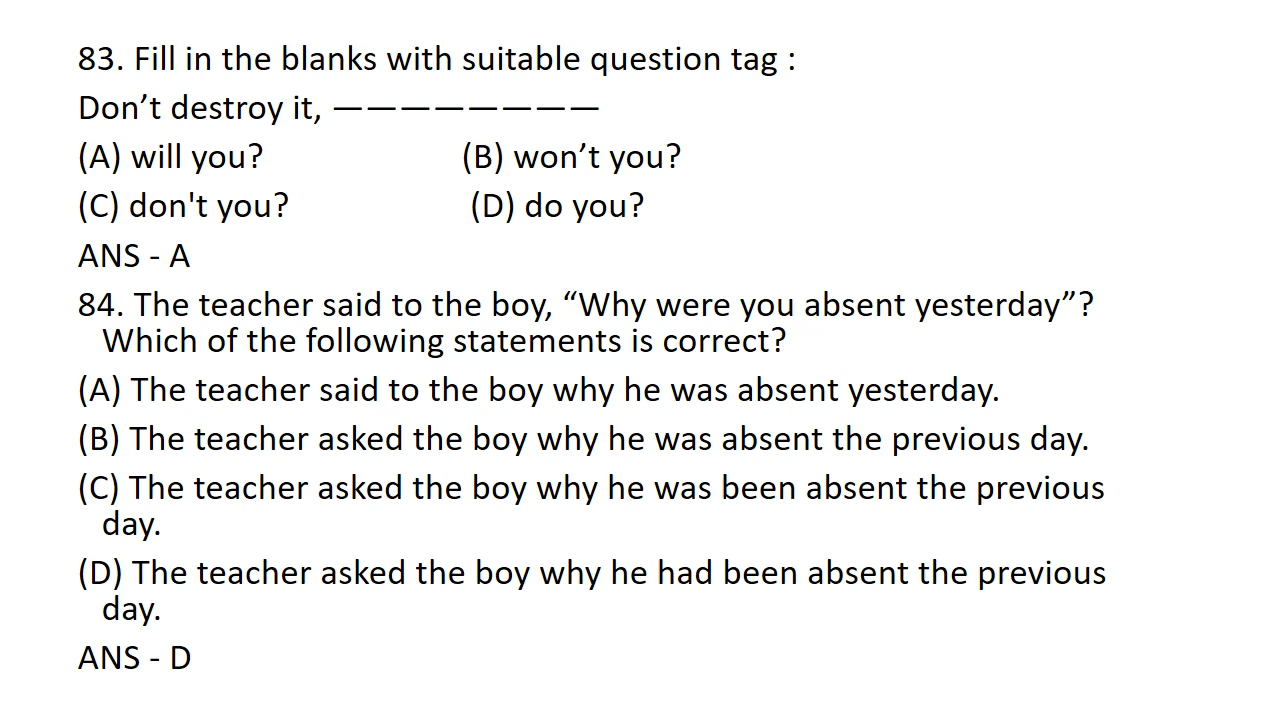 83. Fill in the blanks with suitable question tag :
Don’t destroy it, ————————
(A) will you? (B) won’t you?
(C) don't you? (D) do you?
ANS - A
84. The teacher said to the boy, “Why were you absent yesterday”?
Which of the following statements is correct?
(A) The teacher said to the boy why he was absent yesterday.
(B) The teacher asked the boy why he was absent the previous day.
(C) The teacher asked the boy why he was been absent the previous
day.
(D) The teacher asked the boy why he had been absent the previous
day.
ANS - D